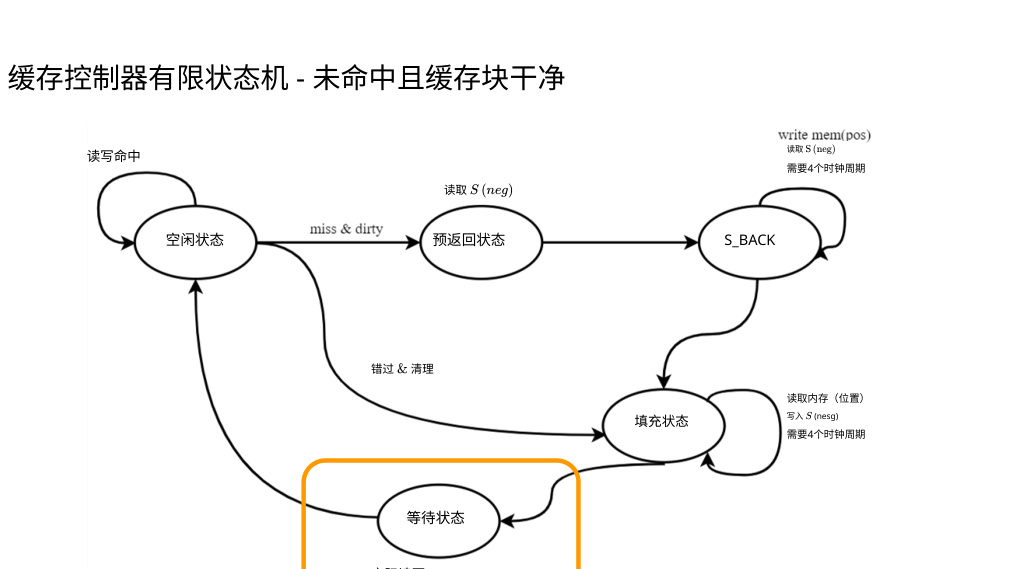 缓存控制器有限状态机 - 未命中且缓存块干净
write mem(pos)
读取 S (neg)
需要4个时钟周期
读写命中
读取 S (neg)
miss & dirty
空闲状态
预返回状态
S_BACK
错过 & 清理
填充状态
读取内存（位置）
写入 S (nesg)
需要4个时钟周期
等待状态